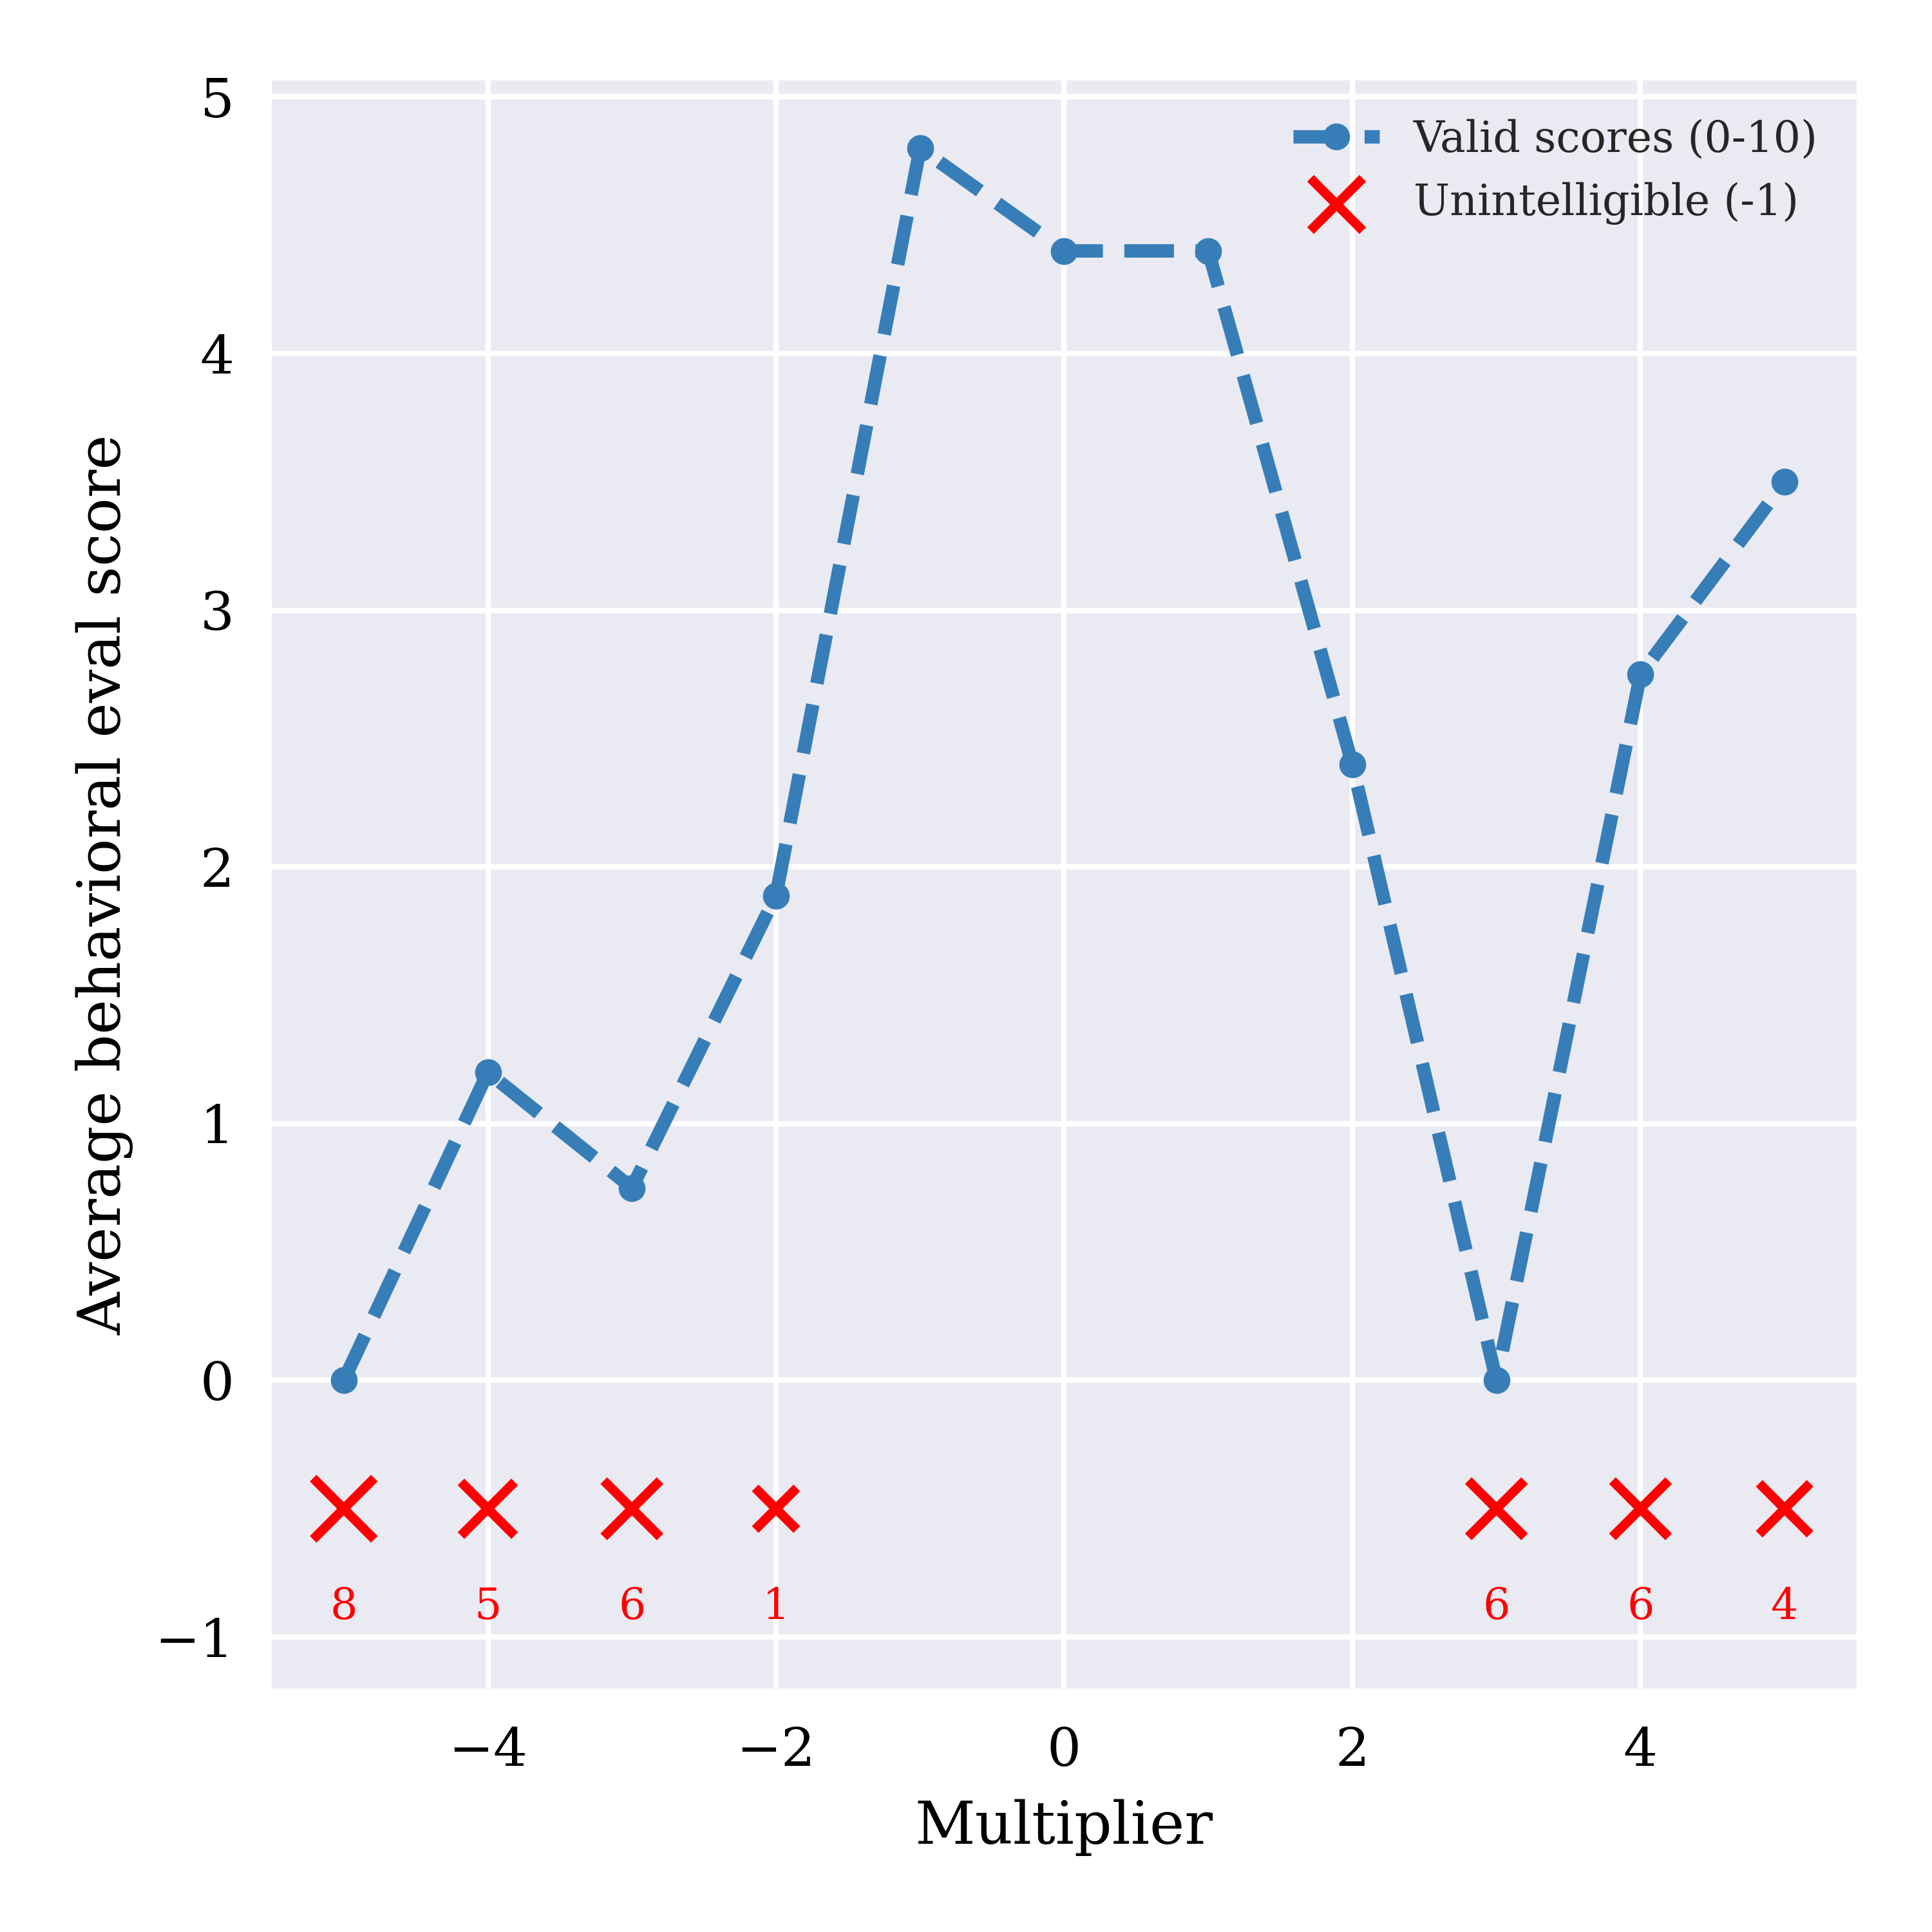 5
4
3
2
1
0
−1
Average behavioral eval score
Valid scores (0-10)
Unintelligible (-1)
8 5 6 1 6 6 4
−4 −2 0 2 4
Multiplier